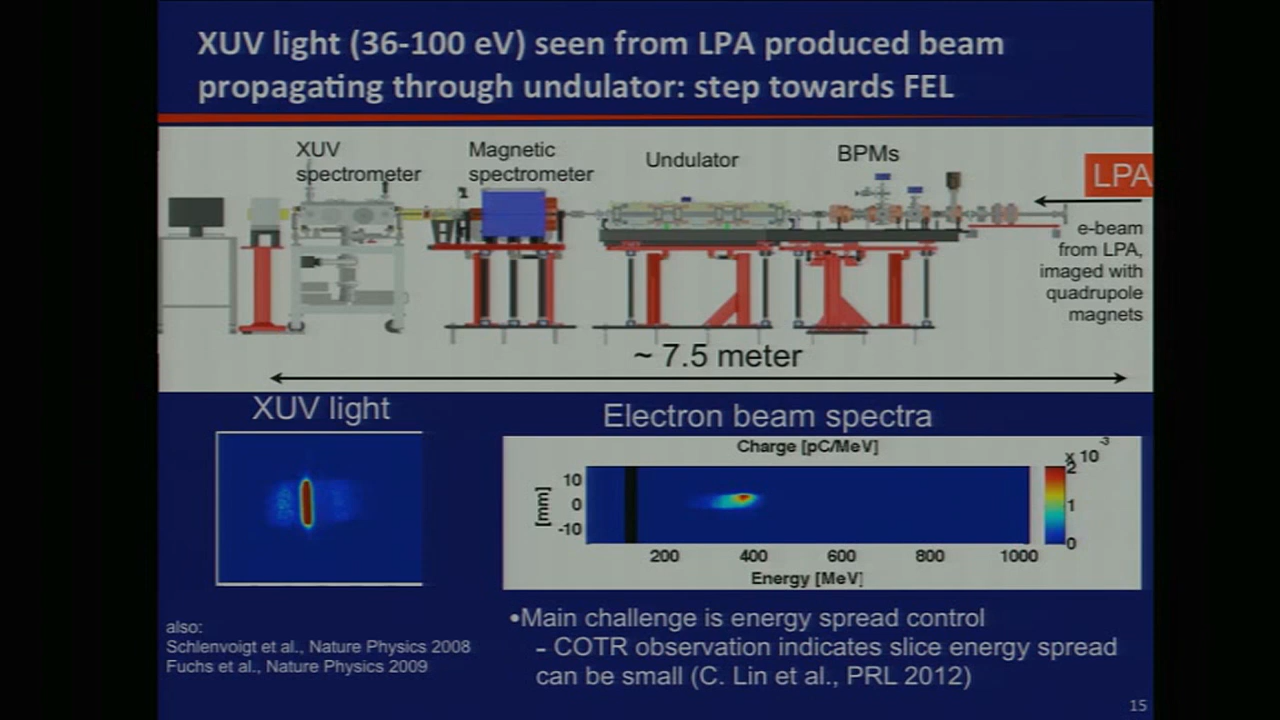 XUV light (36-100 eV) seen from LPA produced beam
propagating through undulator: step towards FEL
XUV
spectrometer
Magnetic
spectrometer
Undulator
BPMs
LPA
e-beam
from LPA,
imaged with
quadrupole
magnets
~ 7.5 meter
XUV light
Electron beam spectra
Charge [pC/MeV]
x 10⁻³
2
1
0
10
0
-10
[mm]
200 400 600 800 1000
Energy [MeV]
•Main challenge is energy spread control
– COTR observation indicates slice energy spread
can be small (C. Lin et al., PRL 2012)
also:
Schlenvoigt et al., Nature Physics 2008
Fuchs et al., Nature Physics 2009
15